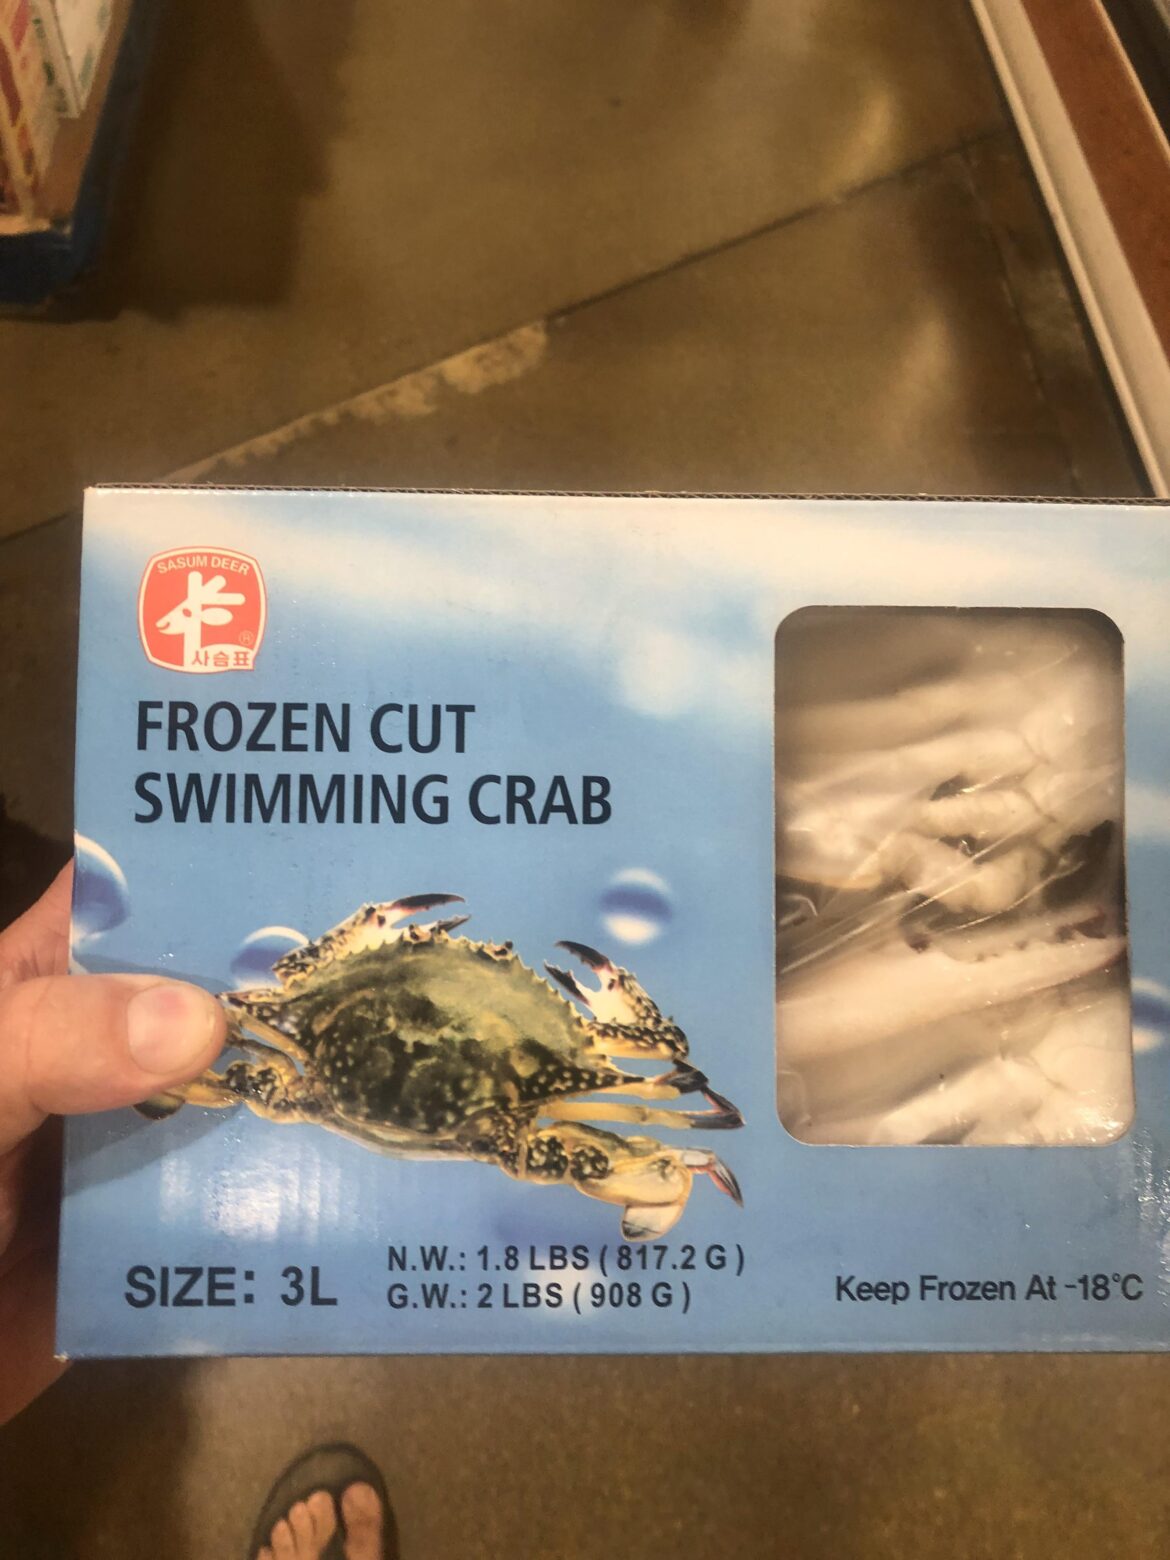 SASUM DEER
®
사슴표
FROZEN CUT
SWIMMING CRAB
SIZE: 3L
N.W.: 1.8 LBS ( 817.2 G )
G.W.: 2 LBS ( 908 G )
Keep Frozen At -18°C